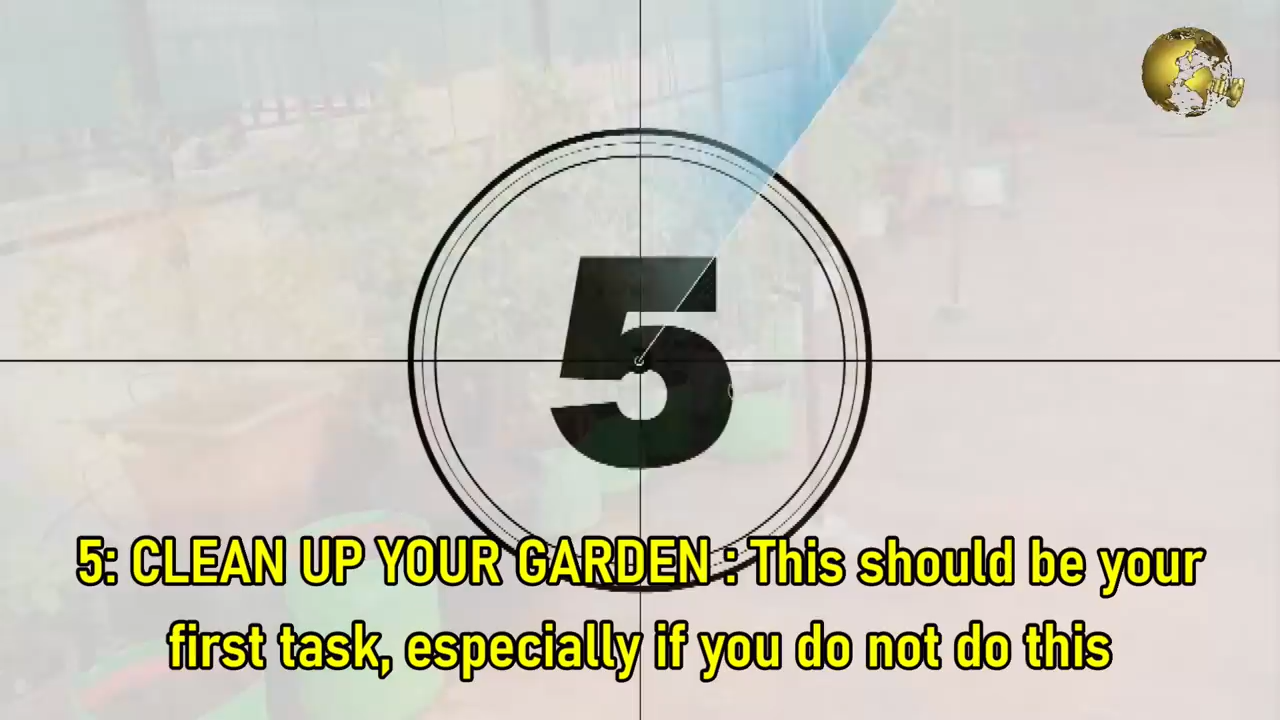 5
5: CLEAN UP YOUR GARDEN : This should be your
first task, especially if you do not do this